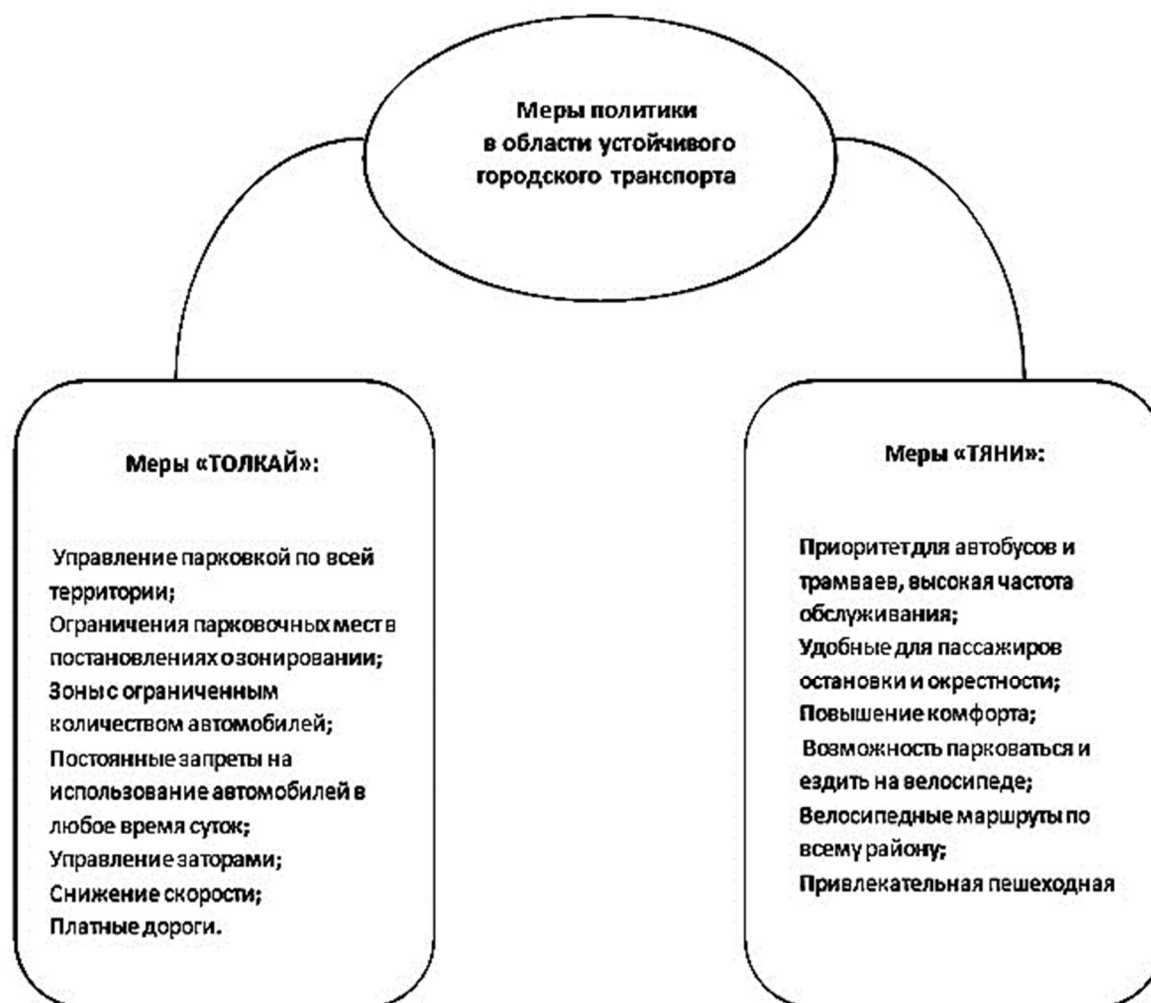 Меры политики
в области устойчивого
городского транспорта
Меры «ТОЛКАЙ»:
Управление парковкой по всей
территории;
Ограничения парковочных мест в
постановлениях о зонировании;
Зоны с ограниченным
количеством автомобилей;
Постоянные запреты на
использование автомобилей в
любое время суток;
Управление заторами;
Снижение скорости;
Платные дороги.
Меры «ТЯНИ»:
Приоритет для автобусов и
трамваев, высокая частота
обслуживания;
Удобные для пассажиров
остановки и окрестности;
Повышение комфорта;
Возможность парковаться и
ездить на велосипеде;
Велосипедные маршруты по
всему району;
Привлекательная пешеходная